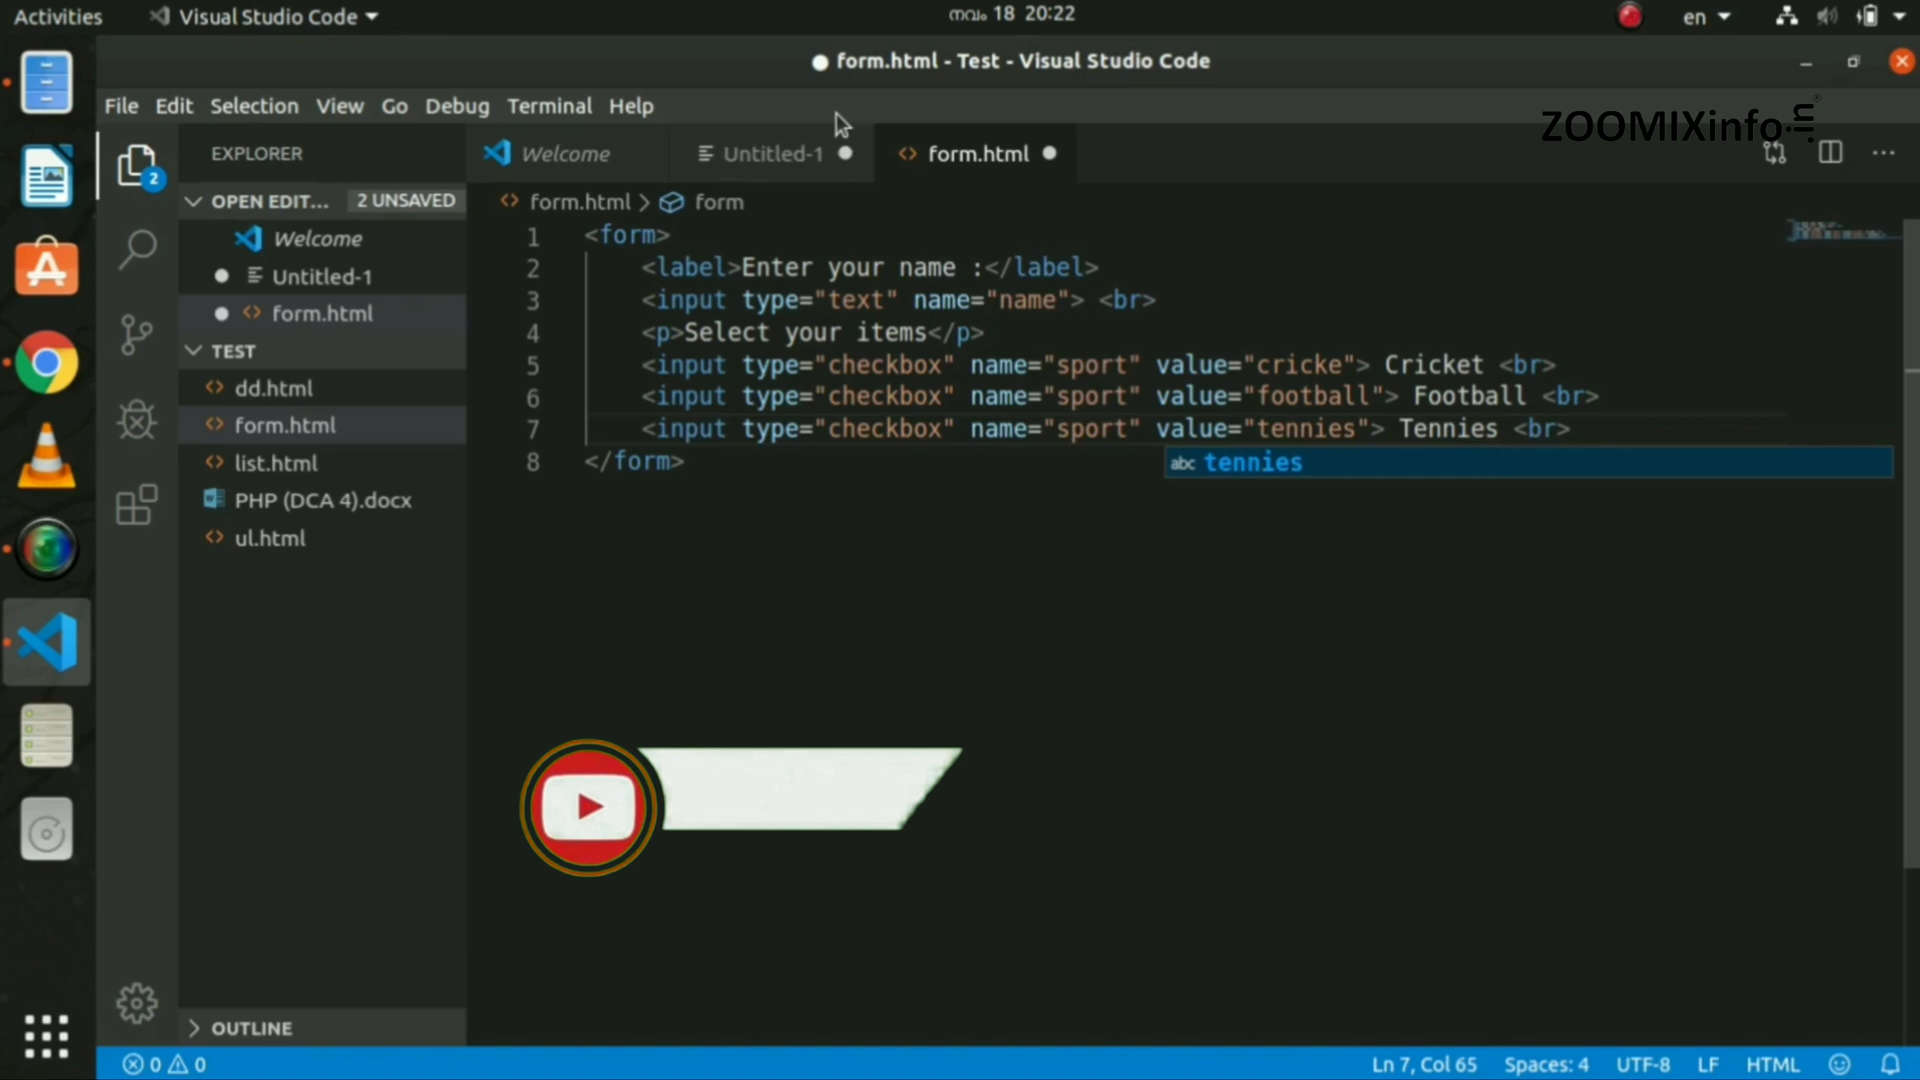 Activities
Visual Studio Code
നവം 18 20:22
en
form.html - Test - Visual Studio Code
File Edit Selection View Go Debug Terminal Help
ZOOMIXinfo.in
2
EXPLORER
OPEN EDIT... 2 UNSAVED
Welcome
Untitled-1
form.html
TEST
dd.html
form.html
list.html
PHP (DCA 4).docx
ul.html
OUTLINE
Welcome
Untitled-1
form.html
form.html > form
1 <form>
2 <label>Enter your name :</label>
3 <input type="text" name="name"> <br>
4 <p>Select your items</p>
5 <input type="checkbox" name="sport" value="cricke"> Cricket <br>
6 <input type="checkbox" name="sport" value="football"> Football <br>
7 <input type="checkbox" name="sport" value="tennies"> Tennies <br>
8 </form>
abc tennies
0 0
Ln 7, Col 65 Spaces: 4 UTF-8 LF HTML